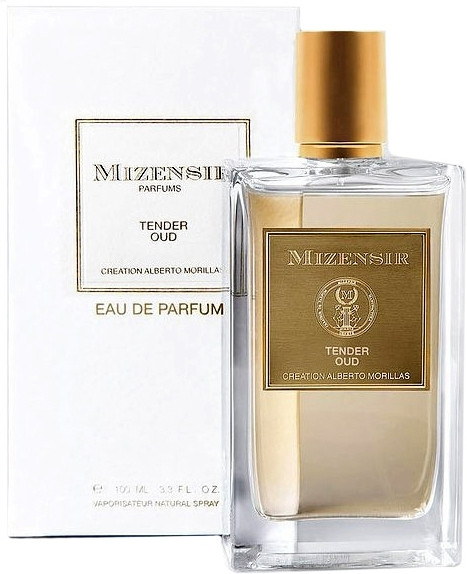 MIZENSIR
PARFUMS
TENDER
OUD
CREATION ALBERTO MORILLAS
EAU DE PARFUM
℮ 100 ML 3.3 FL. OZ.
VAPORISATEUR NATURAL SPRAY
MIZENSIR
M
TENDER
OUD
CREATION ALBERTO MORILLAS